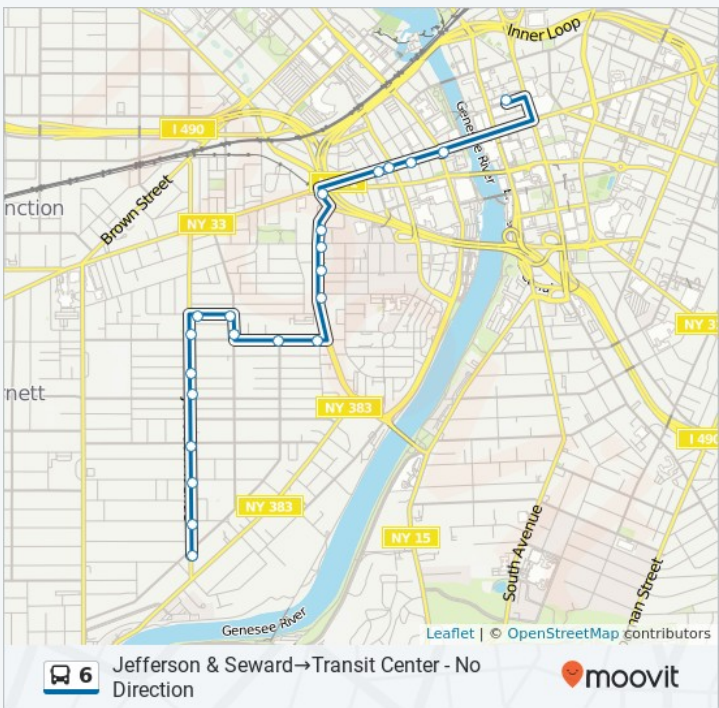 Inner Loop
I 490
Genesee River
nction
Brown Street
NY 33
NY 3
nett
NY 383
I 490
NY 383
NY 15
South Avenue
man Street
Genesee River
Leaflet | © OpenStreetMap contributors
6
Jefferson & Seward→Transit Center - No
Direction
moovit